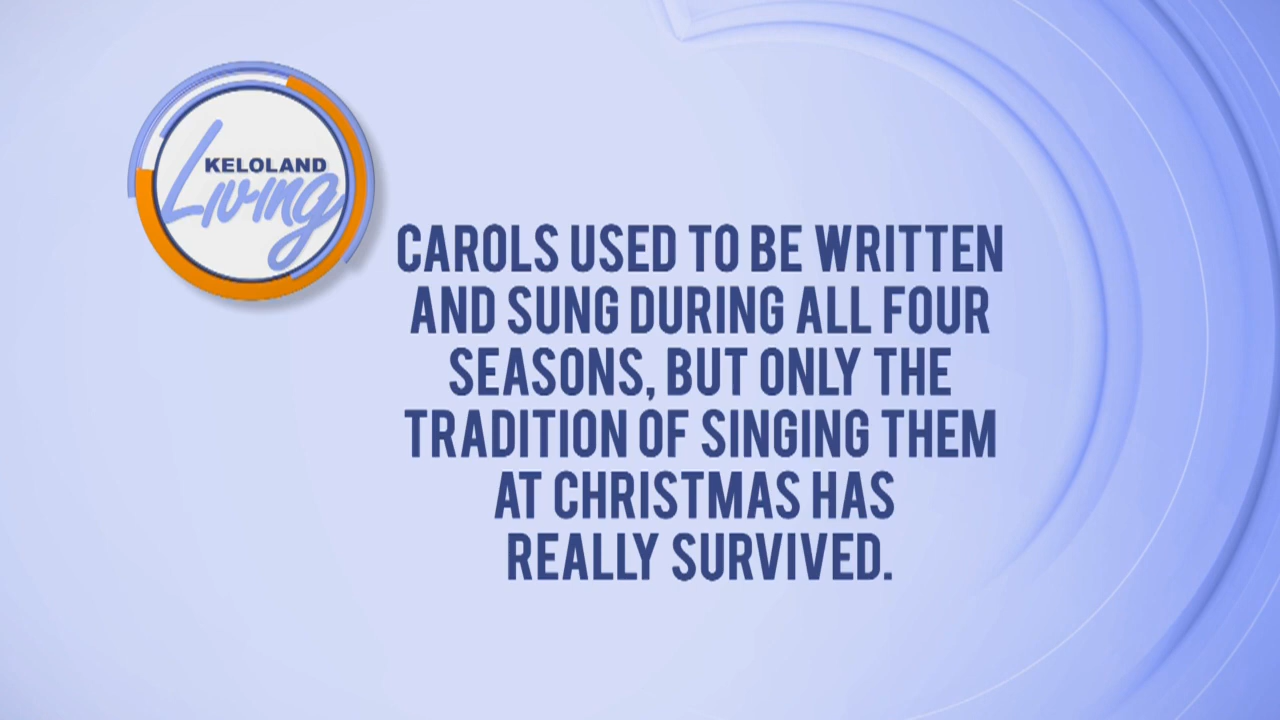 KELOLAND
Living
CAROLS USED TO BE WRITTEN
AND SUNG DURING ALL FOUR
SEASONS, BUT ONLY THE
TRADITION OF SINGING THEM
AT CHRISTMAS HAS
REALLY SURVIVED.